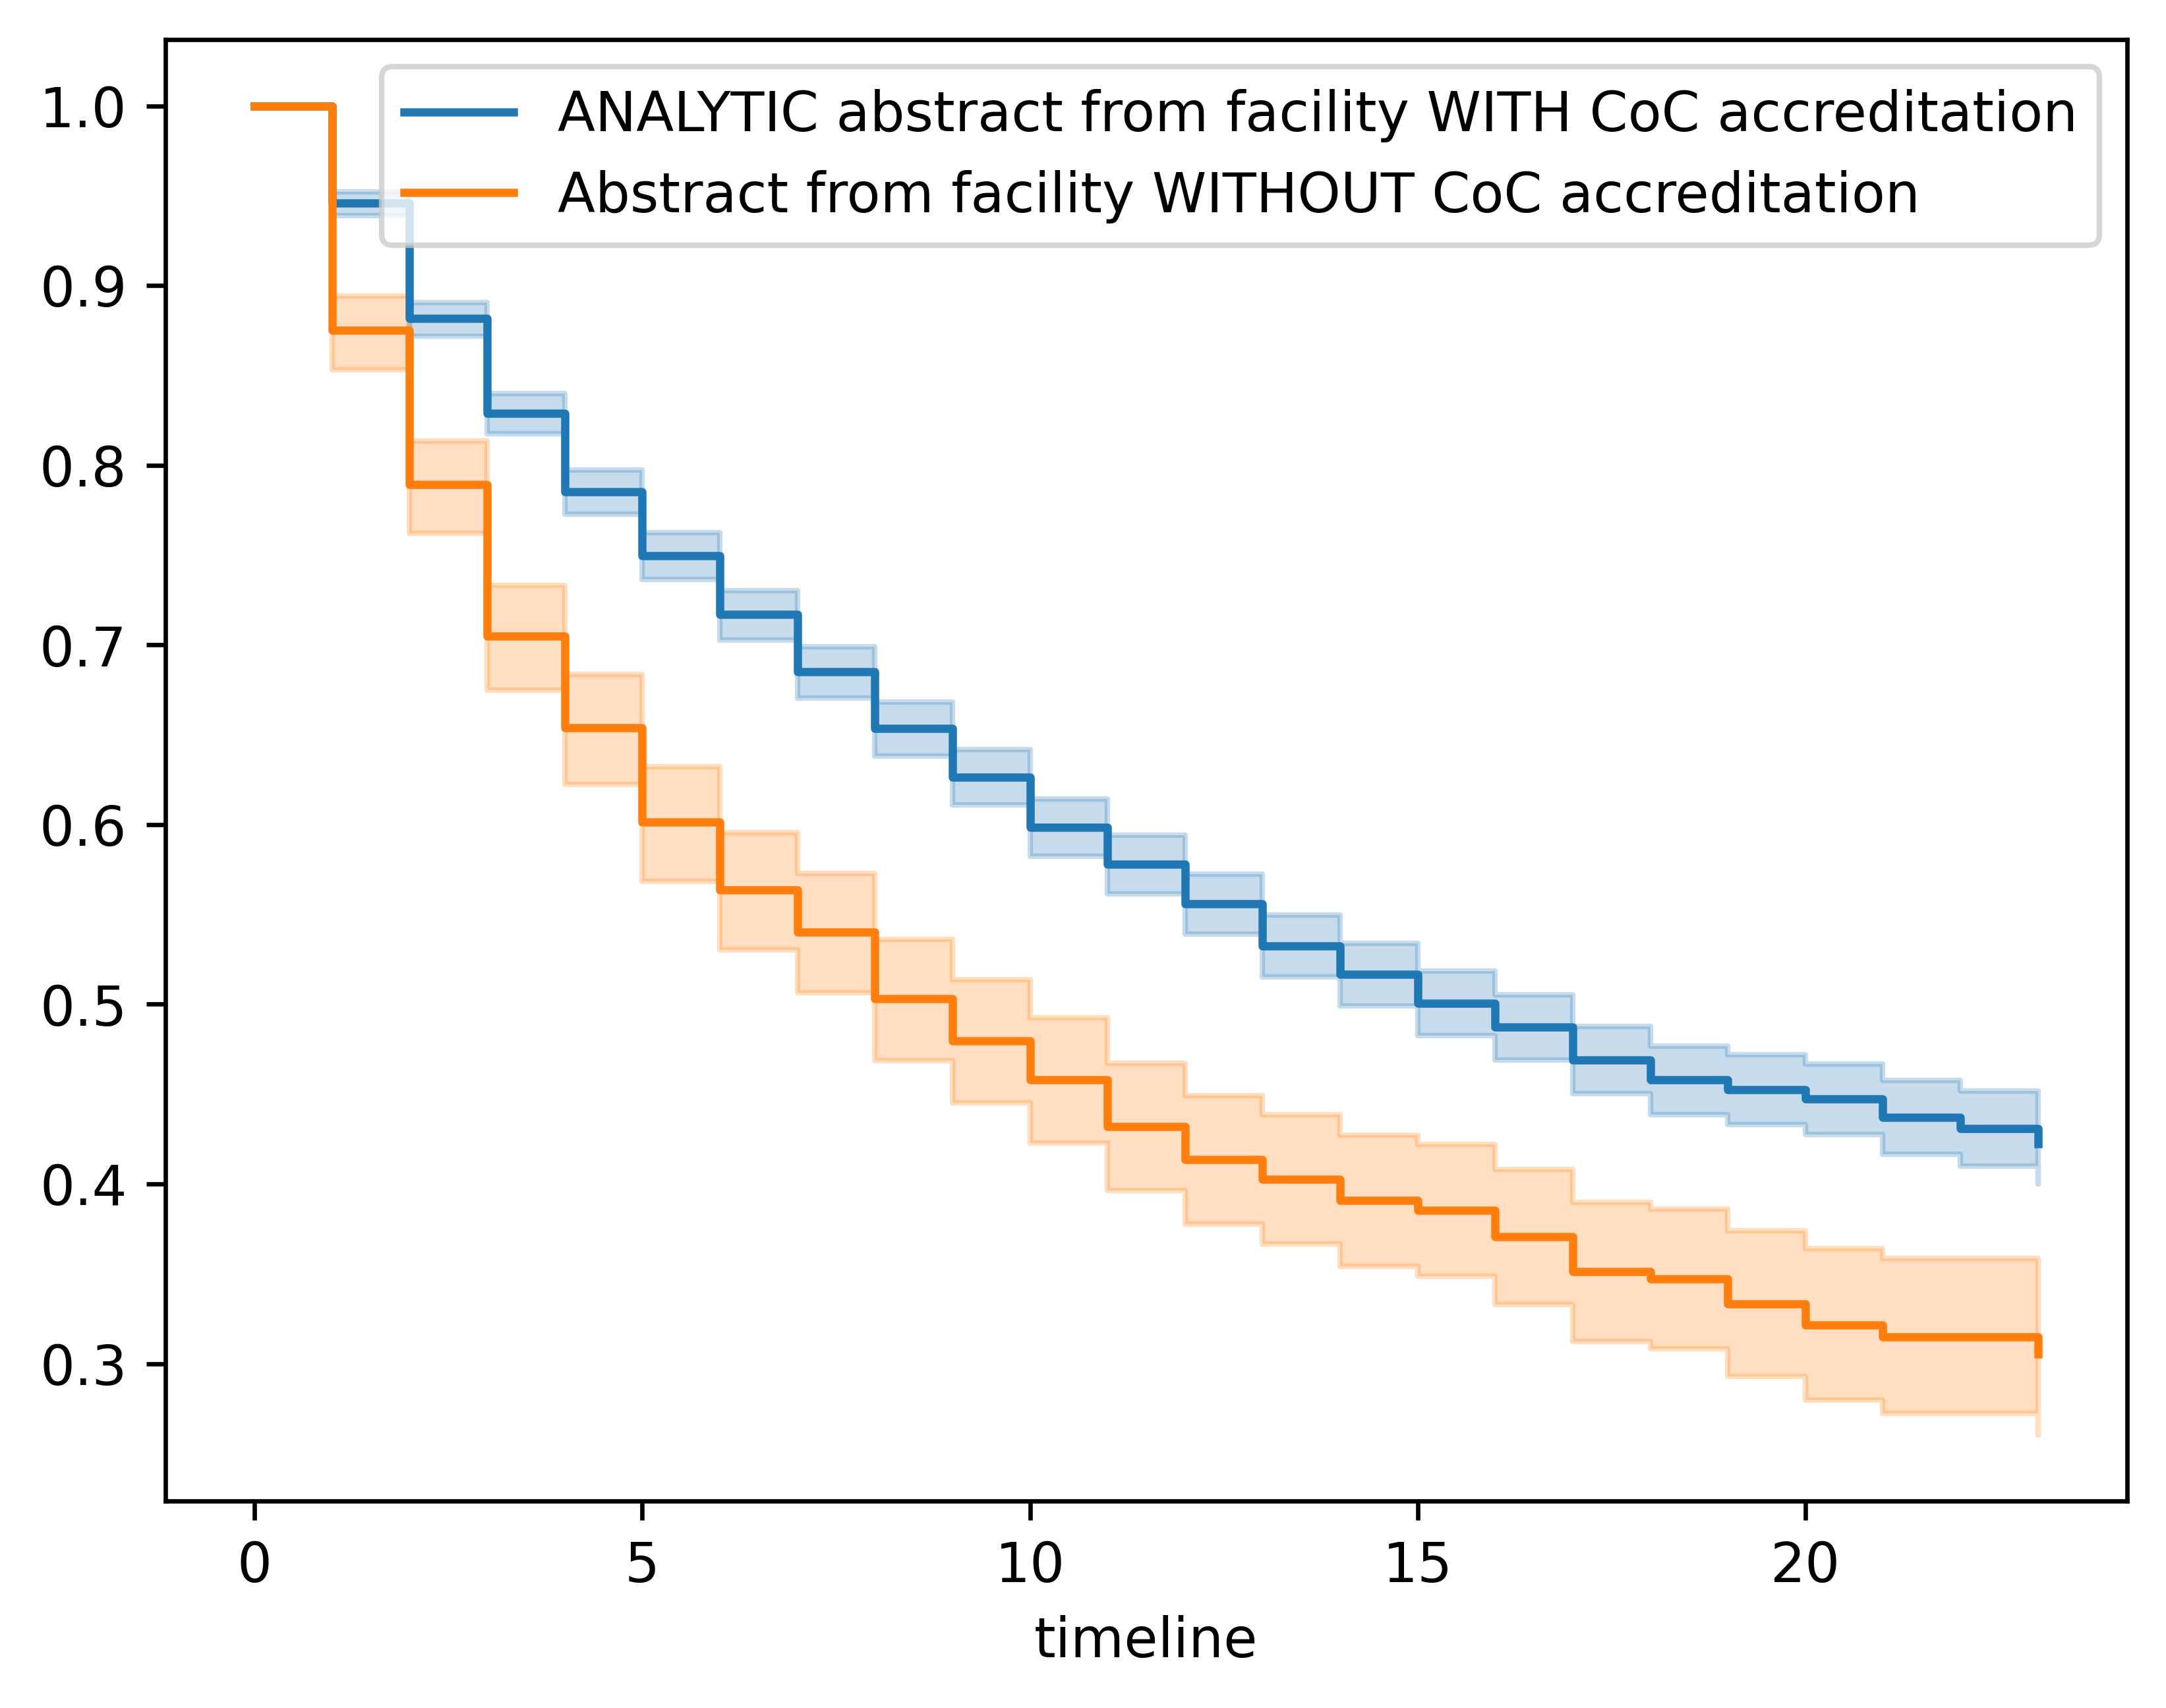 ANALYTIC abstract from facility WITH CoC accreditation
Abstract from facility WITHOUT CoC accreditation
1.0
0.9
0.8
0.7
0.6
0.5
0.4
0.3
0 5 10 15 20
timeline